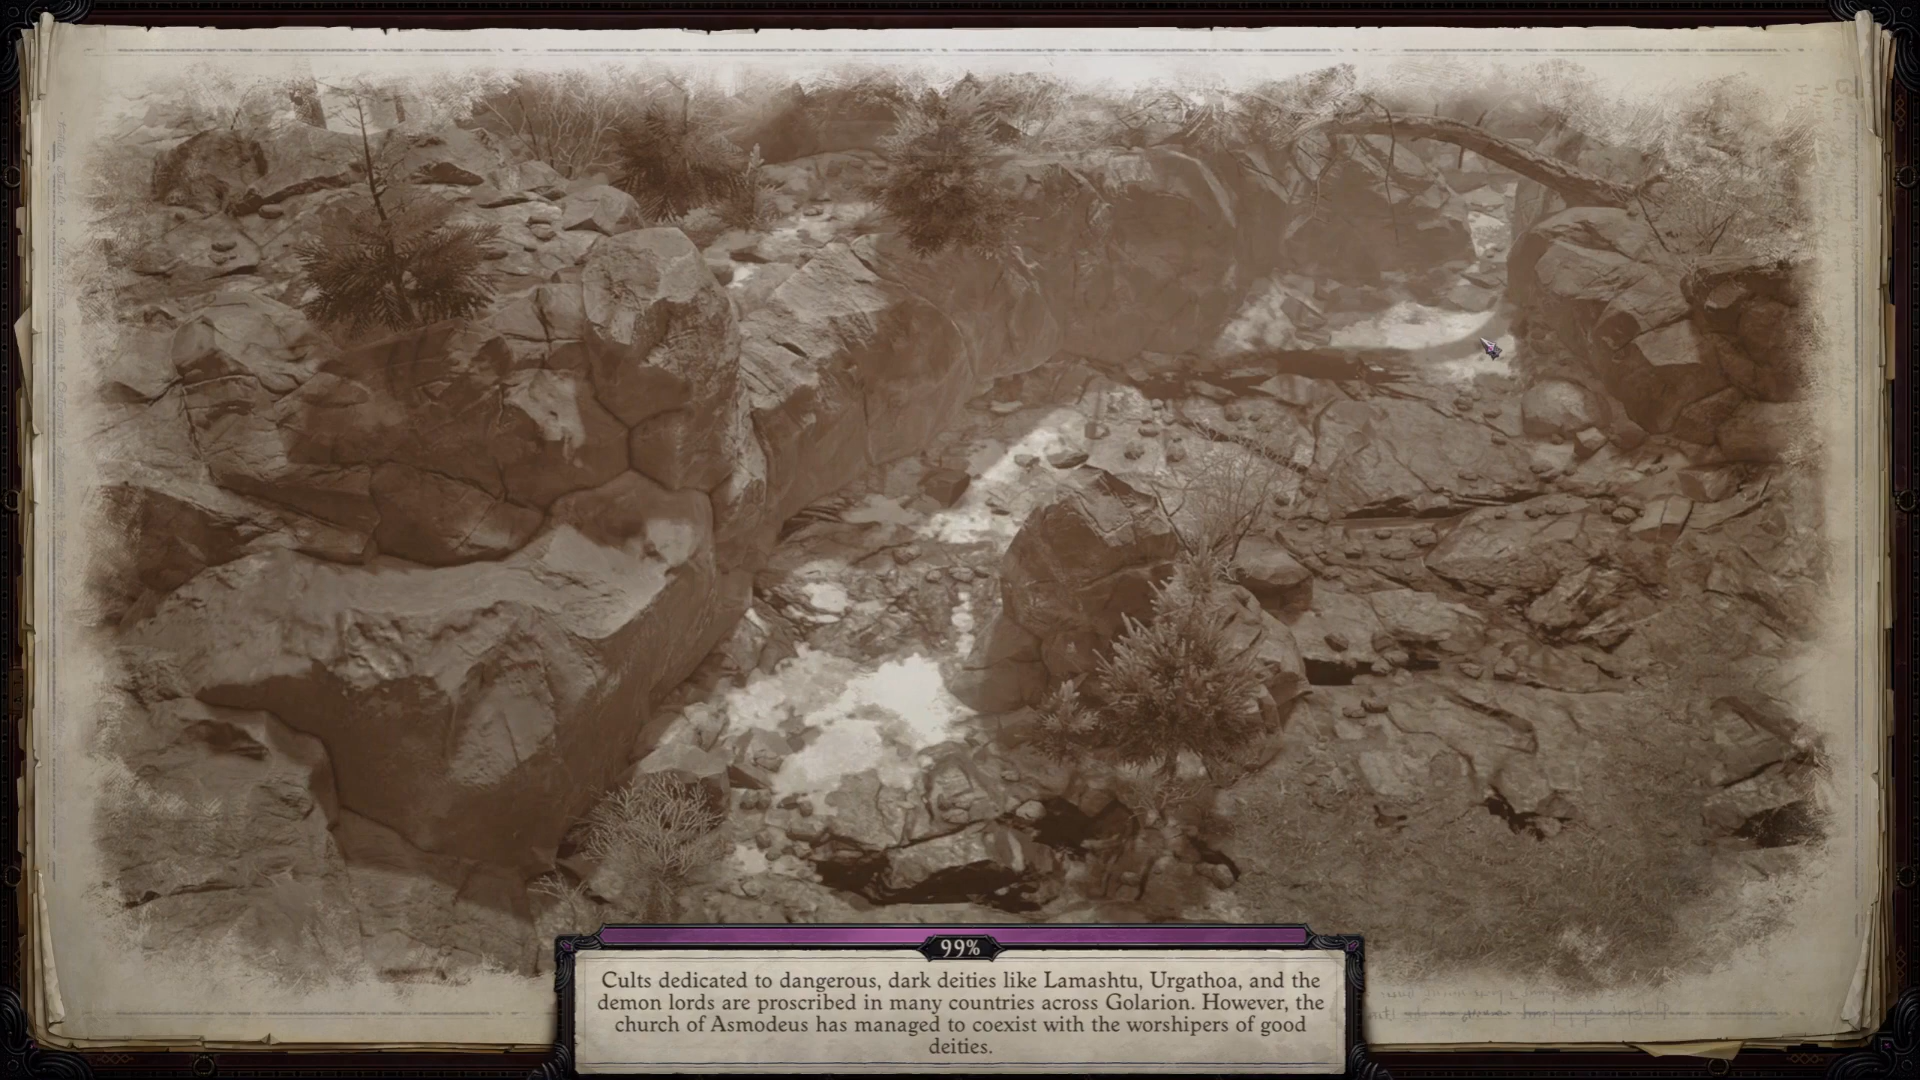 99%
Cults dedicated to dangerous, dark deities like Lamashtu, Urgathoa, and the
demon lords are proscribed in many countries across Golarion. However, the
church of Asmodeus has managed to coexist with the worshipers of good
deities.